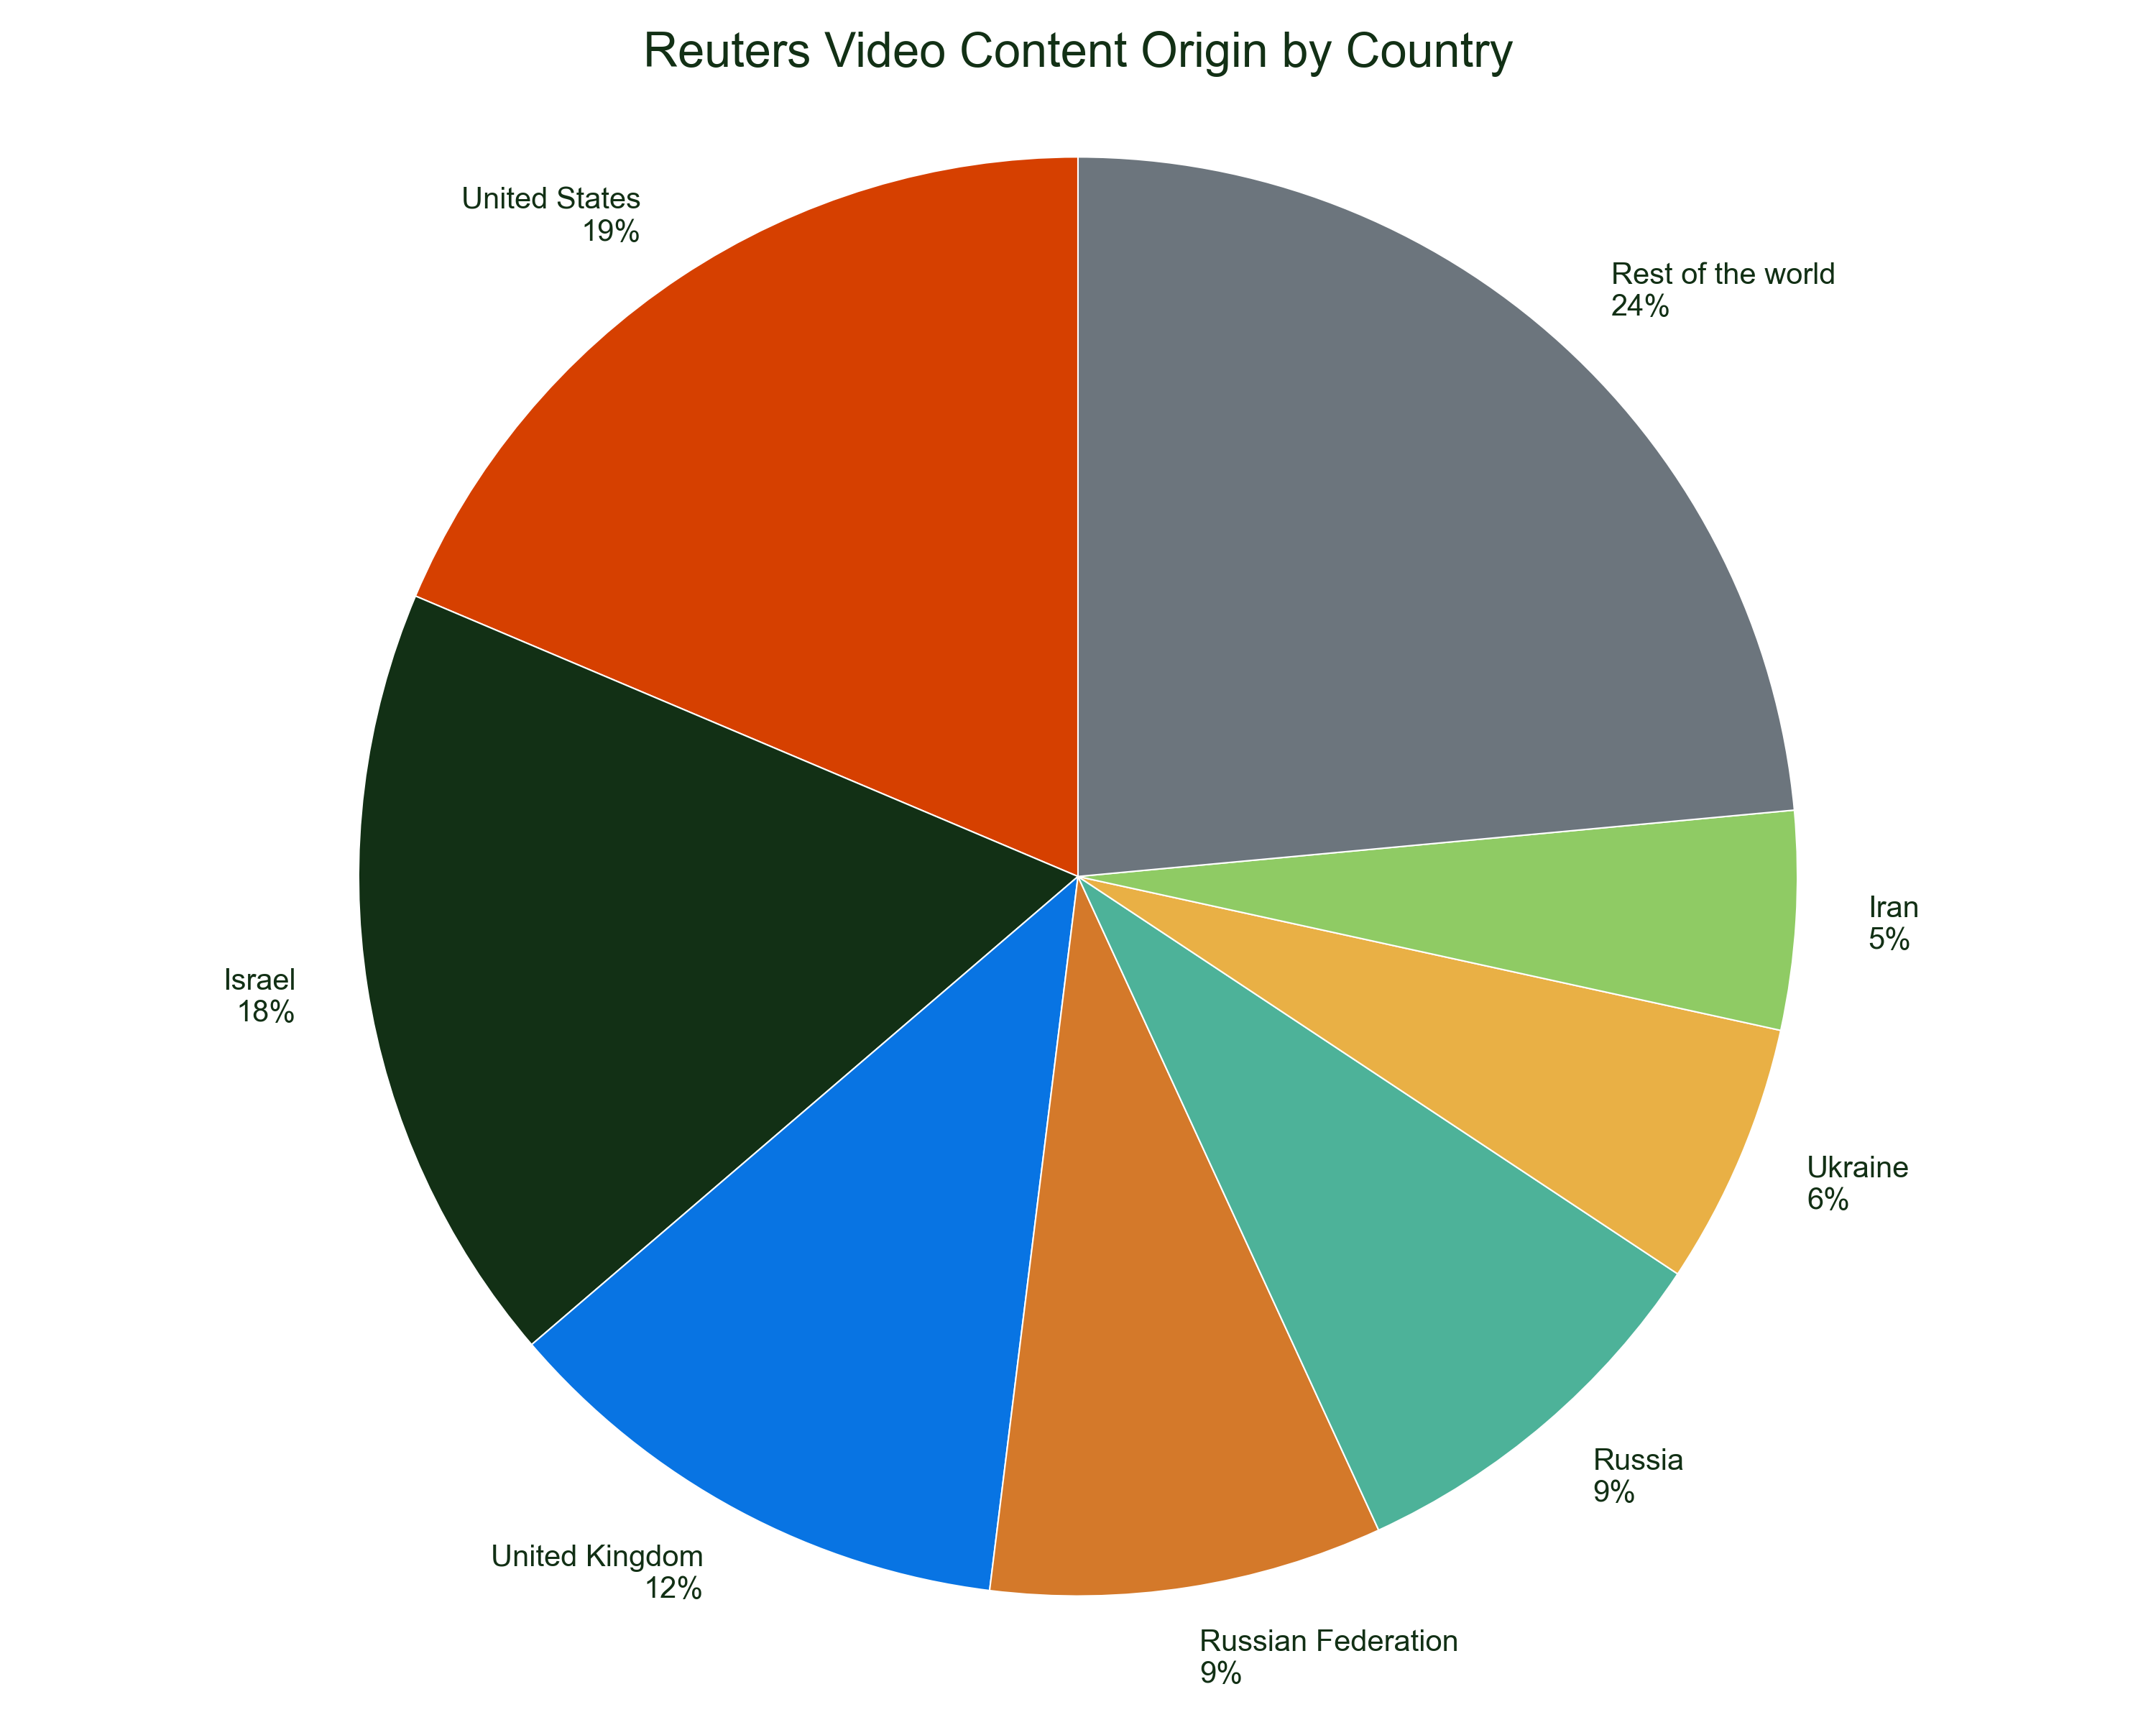 Reuters Video Content Origin by Country
United States
19%
Rest of the world
24%
Iran
5%
Israel
18%
Ukraine
6%
Russia
9%
United Kingdom
12%
Russian Federation
9%